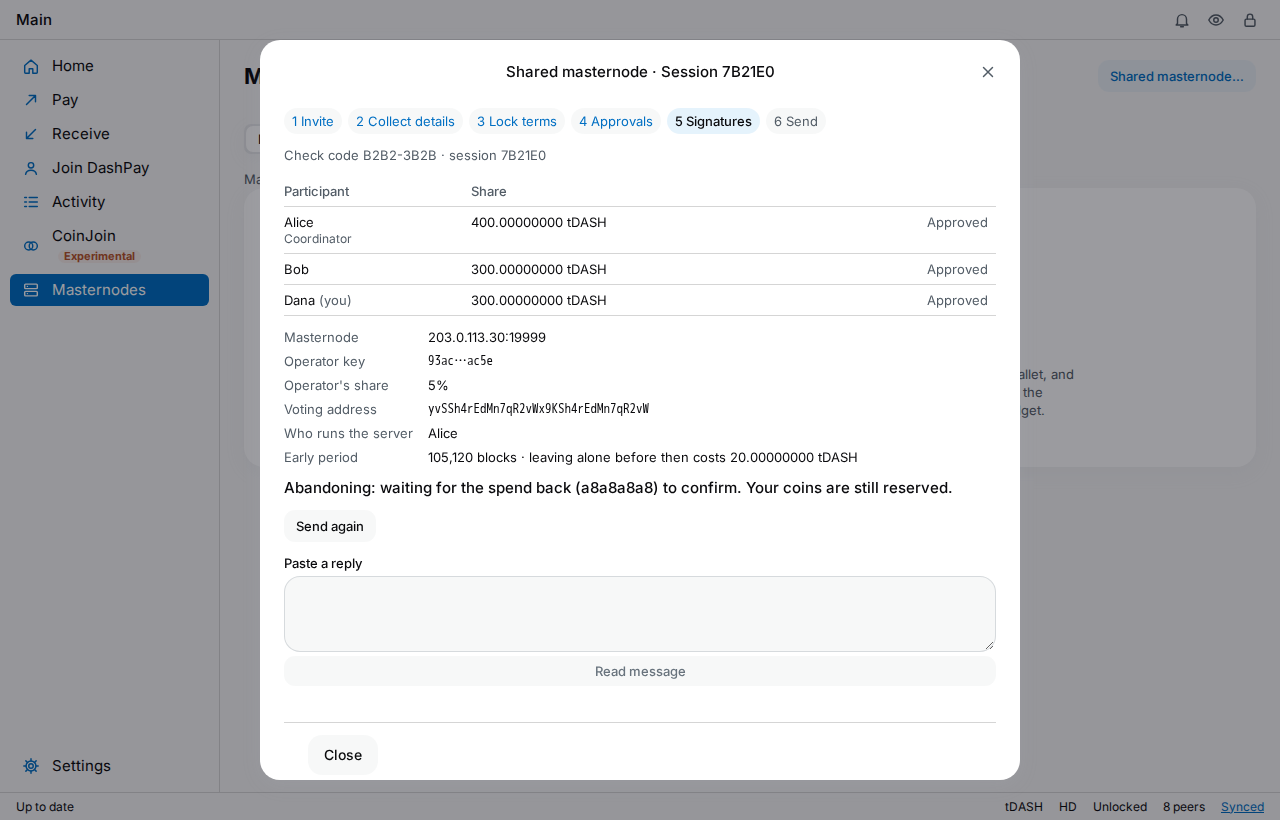 Main
Home
Pay
Receive
Join DashPay
Activity
CoinJoin
Experimental
Masternodes
Settings
M
Shared masternode...
Ma
allet, and
the
get.
Shared masternode · Session 7B21E0
1 Invite
2 Collect details
3 Lock terms
4 Approvals
5 Signatures
6 Send
Check code B2B2-3B2B · session 7B21E0
Participant Share
Alice 400.00000000 tDASH Approved
Coordinator
Bob 300.00000000 tDASH Approved
Dana (you) 300.00000000 tDASH Approved
Masternode 203.0.113.30:19999
Operator key 93ac···ac5e
Operator's share 5%
Voting address yvSSh4rEdMn7qR2vWx9KSh4rEdMn7qR2vW
Who runs the server Alice
Early period 105,120 blocks · leaving alone before then costs 20.00000000 tDASH
Abandoning: waiting for the spend back (a8a8a8a8) to confirm. Your coins are still reserved.
Send again
Paste a reply
Read message
Close
Up to date
tDASH HD Unlocked 8 peers Synced